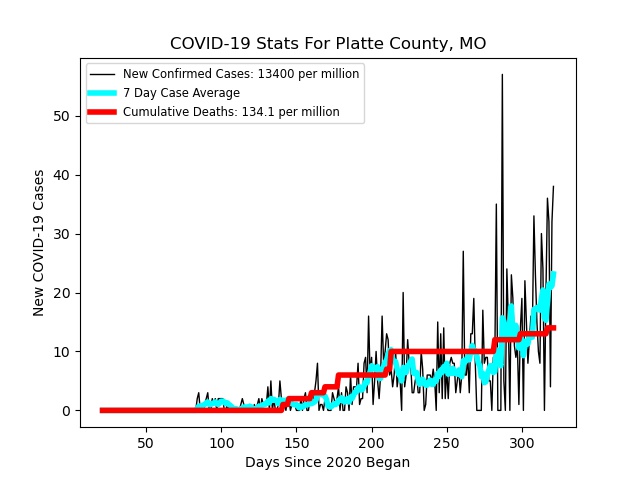 COVID-19 Stats For Platte County, MO
New Confirmed Cases: 13400 per million
7 Day Case Average
Cumulative Deaths: 134.1 per million
New COVID-19 Cases
50
40
30
20
10
0
50 100 150 200 250 300
Days Since 2020 Began